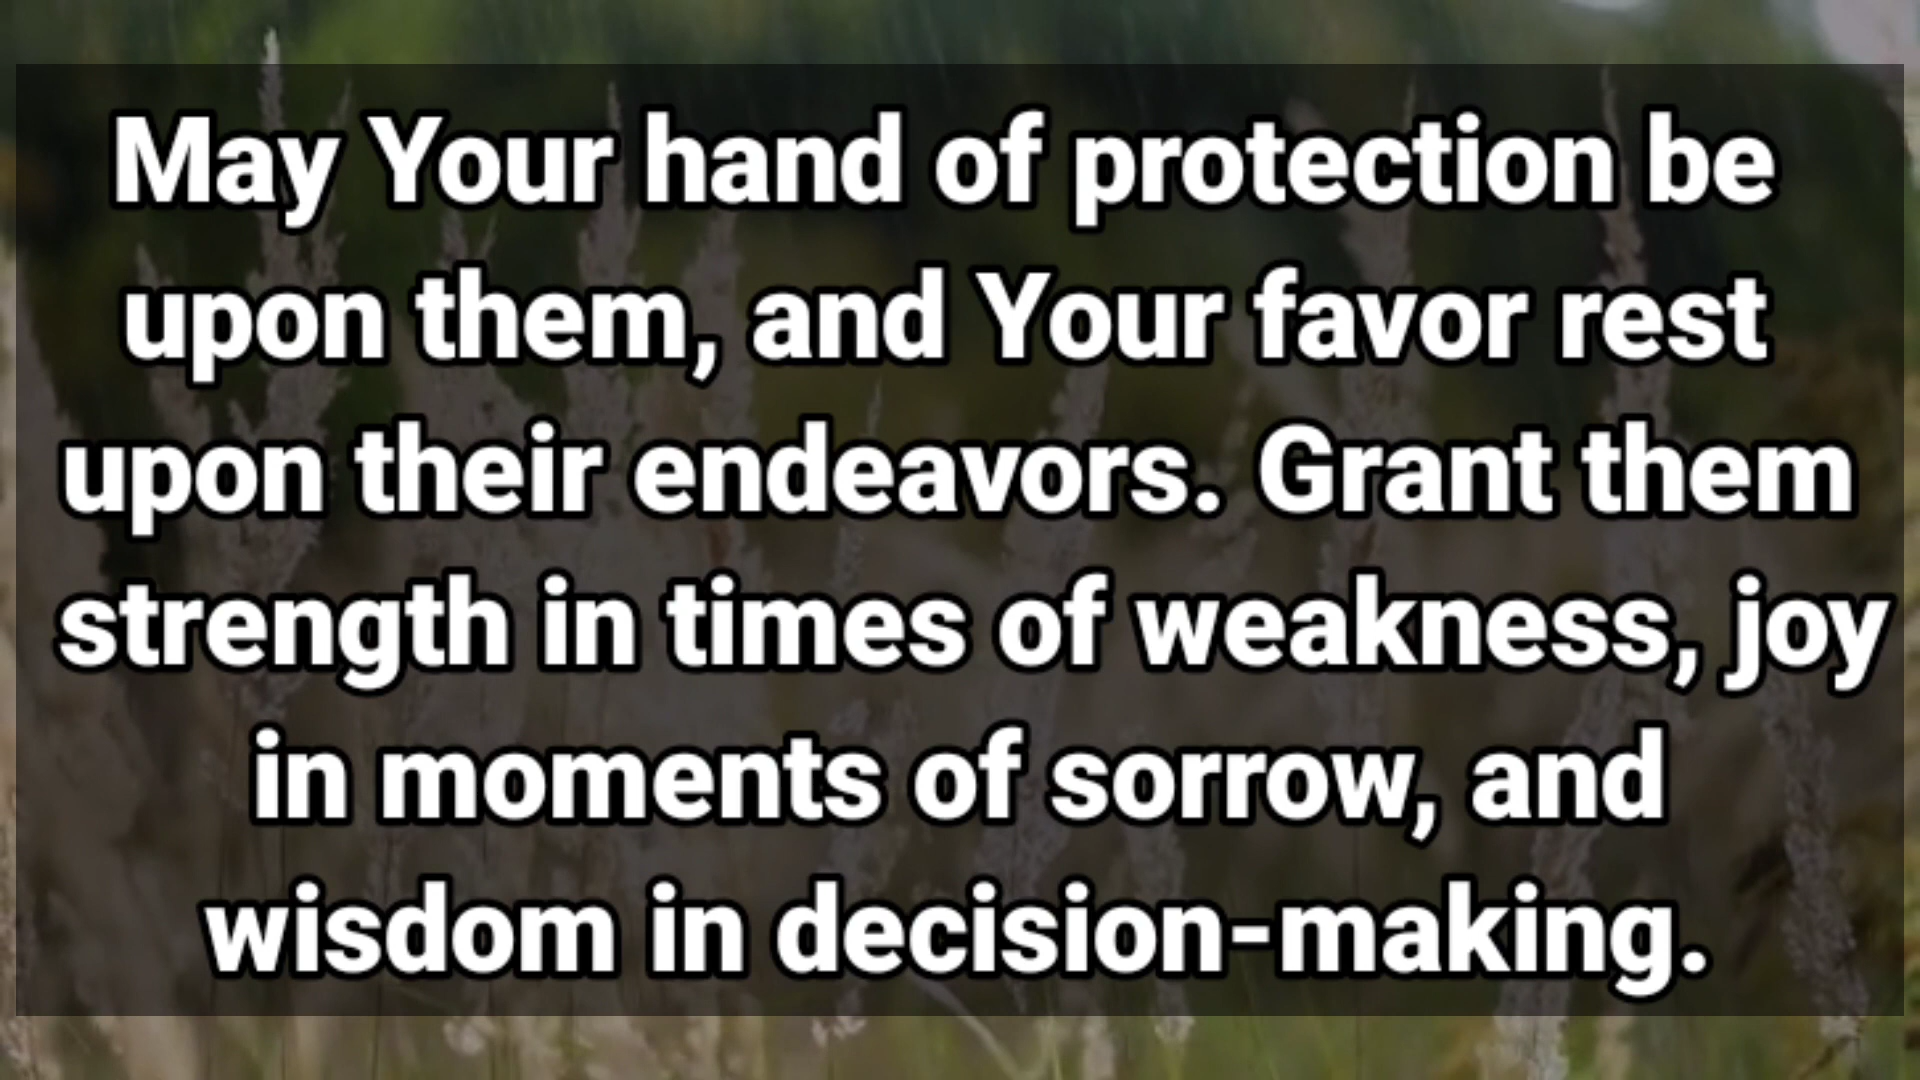 May Your hand of protection be
upon them, and Your favor rest
upon their endeavors. Grant them
strength in times of weakness, joy
in moments of sorrow, and
wisdom in decision-making.